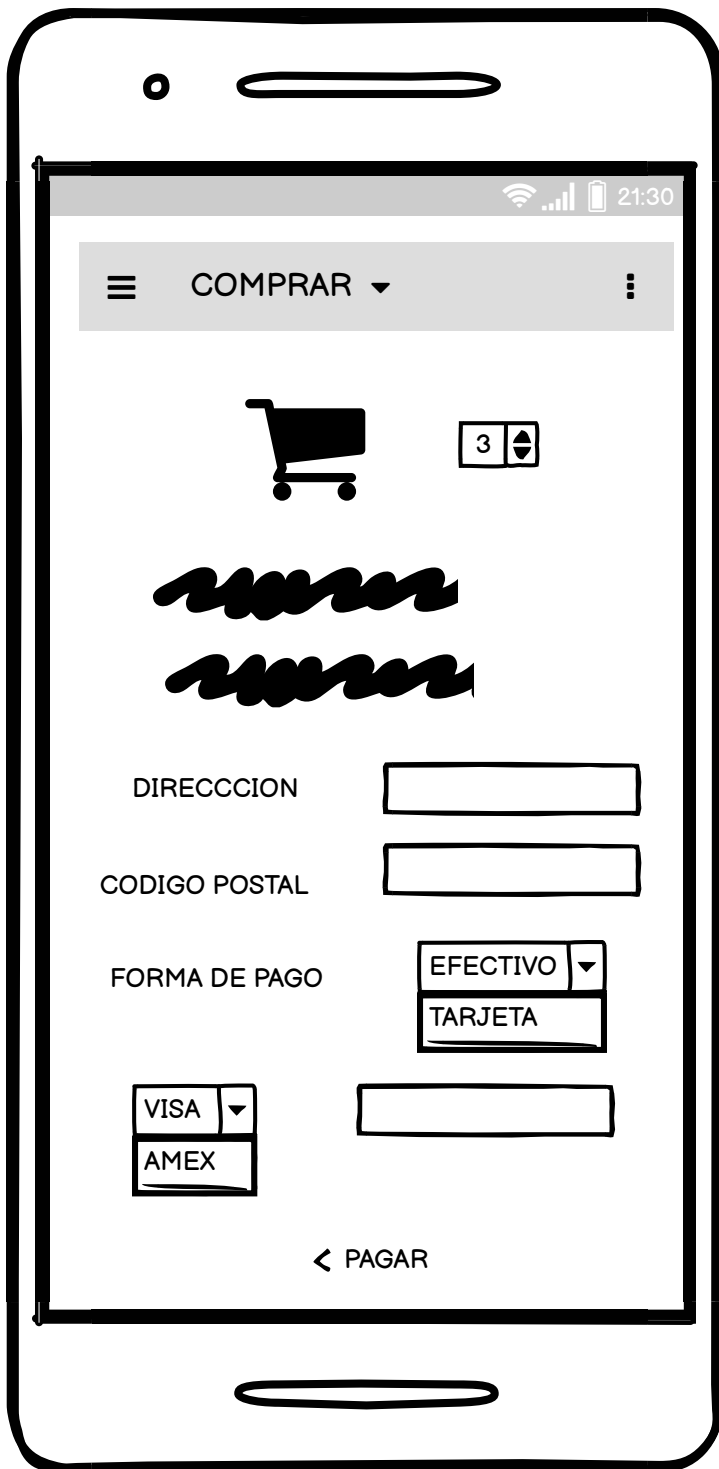 21:30
COMPRAR
3
DIRECCCION
CODIGO POSTAL
FORMA DE PAGO EFECTIVO
TARJETA
VISA
AMEX
PAGAR